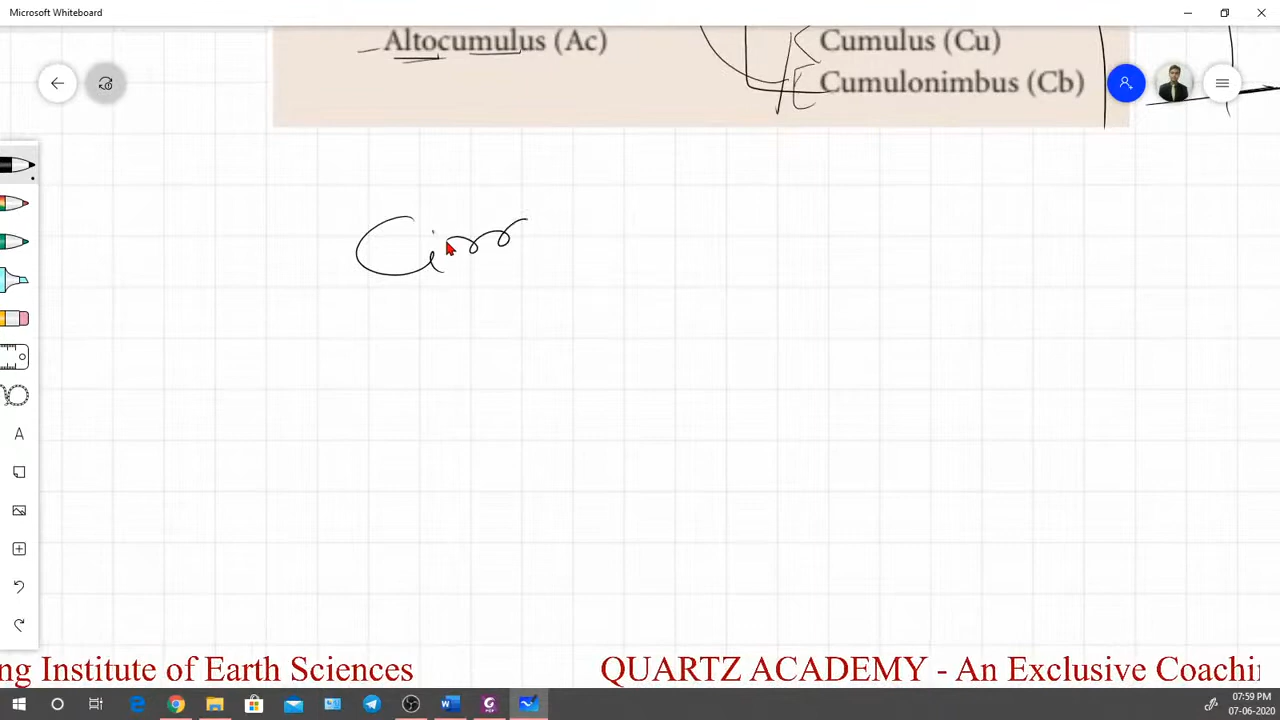 Microsoft Whiteboard
Altocumulus (Ac)
Cumulus (Cu)
Cumulonimbus (Cb)
Cirr
A
ng Institute of Earth Sciences
QUARTZ ACADEMY - An Exclusive Coachi
07:59 PM
07-06-2020